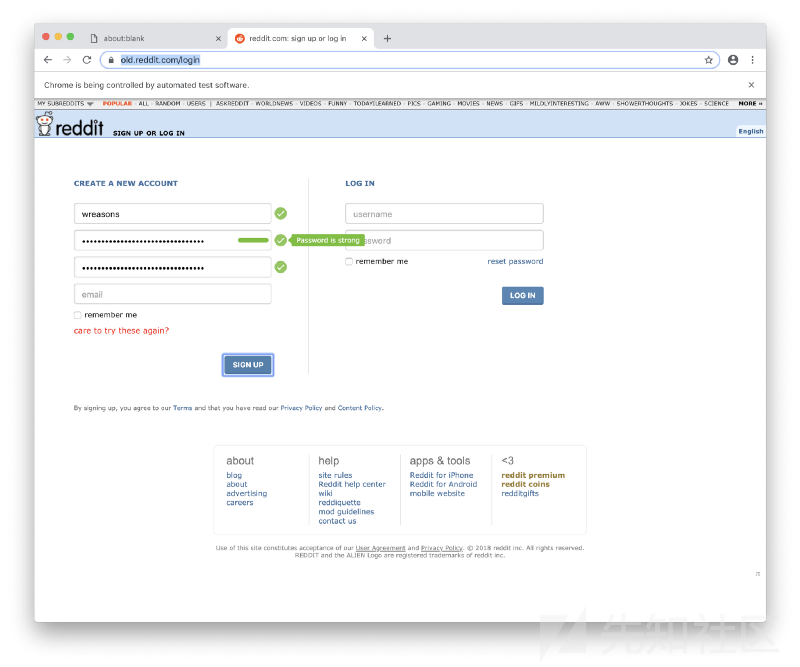 about:blank
reddit.com: sign up or log in
old.reddit.com/login
Chrome is being controlled by automated test software.
MY SUBREDDITS POPULAR - ALL - RANDOM - USERS | ASKREDDIT - WORLDNEWS - VIDEOS - FUNNY - TODAYILEARNED - PICS - GAMING - MOVIES - NEWS - GIFS - MILDLYINTERESTING - AWW - SHOWERTHOUGHTS - JOKES - SCIENCE MORE »
reddit SIGN UP OR LOG IN
English
CREATE A NEW ACCOUNT
wreasons
Password is strong
email
remember me
care to try these again?
SIGN UP
LOG IN
username
ssword
remember me reset password
LOG IN
By signing up, you agree to our Terms and that you have read our Privacy Policy and Content Policy.
about
blog
about
advertising
careers
help
site rules
Reddit help center
wiki
reddiquette
mod guidelines
contact us
apps & tools
Reddit for iPhone
Reddit for Android
mobile website
<3
reddit premium
reddit coins
redditgifts
Use of this site constitutes acceptance of our User Agreement and Privacy Policy. © 2018 reddit inc. All rights reserved.
REDDIT and the ALIEN Logo are registered trademarks of reddit inc.
π
先知社区